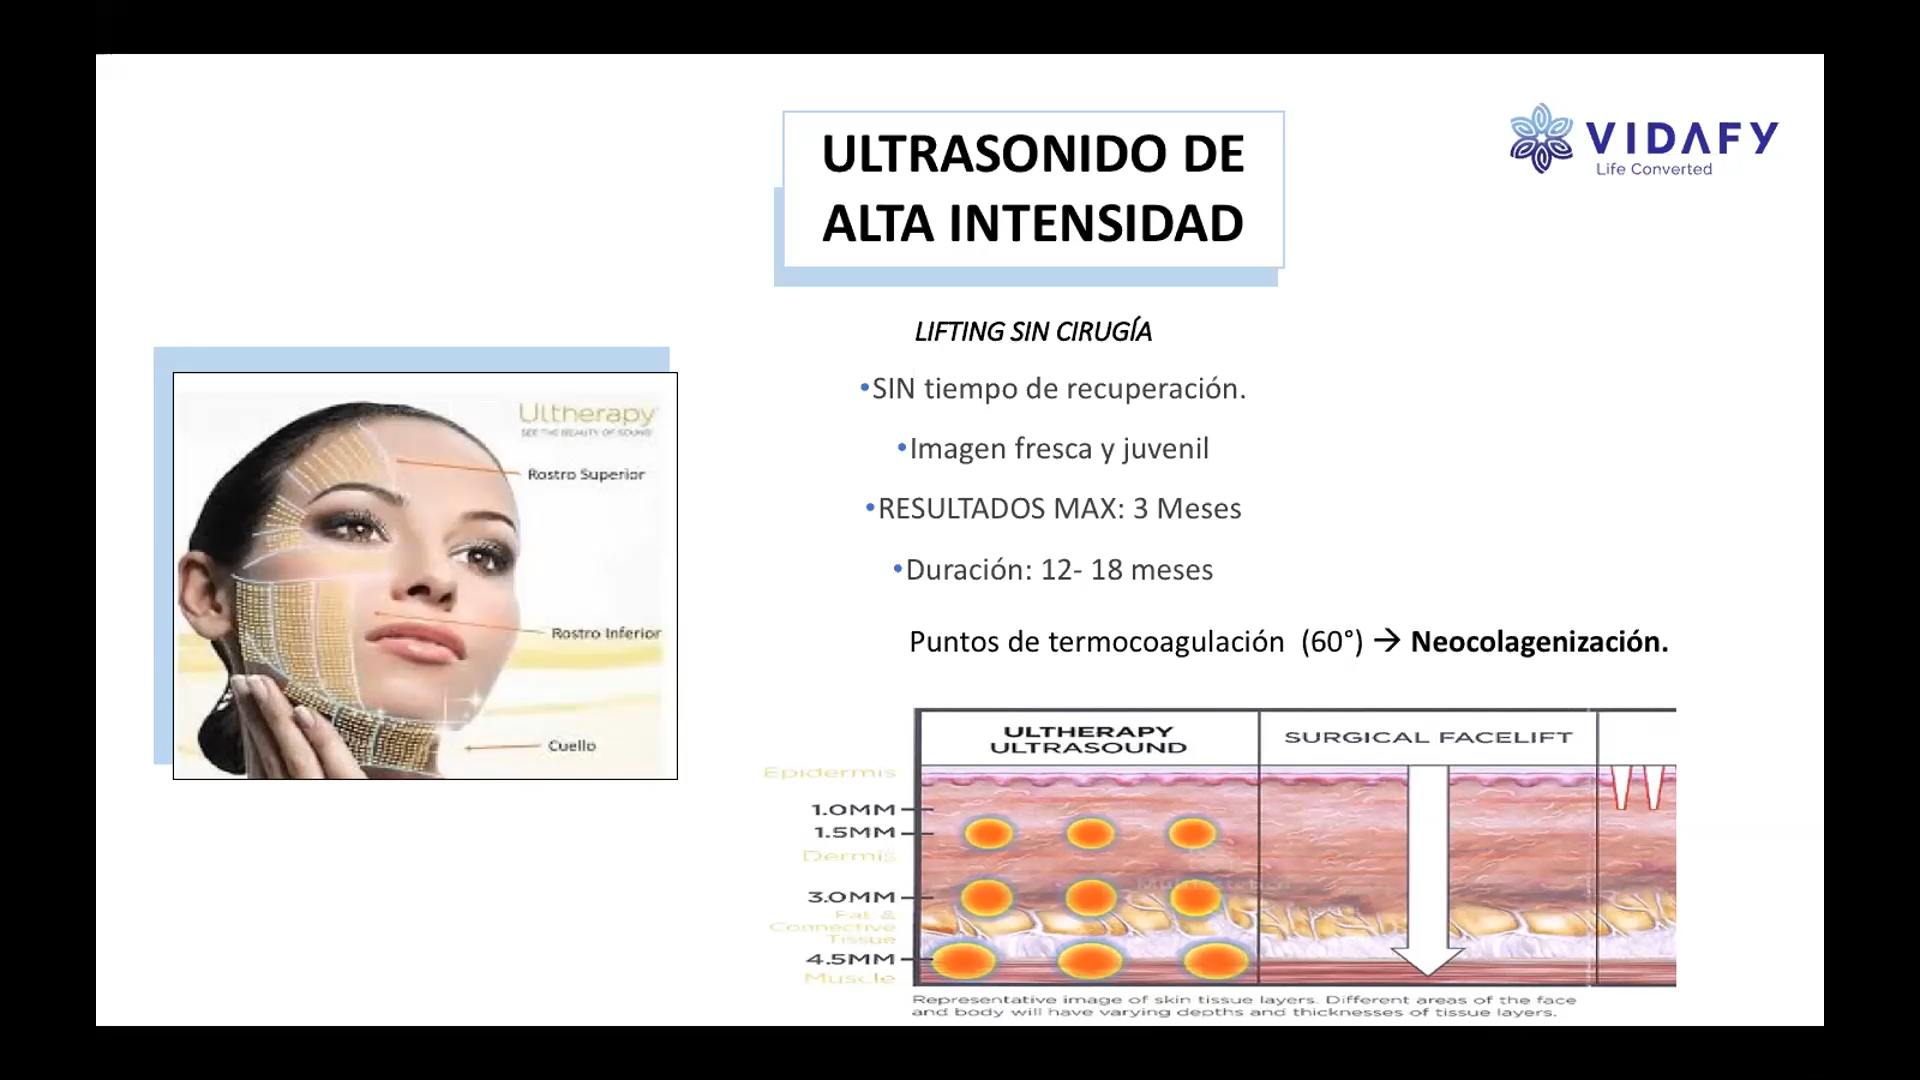 ULTRASONIDO DE
ALTA INTENSIDAD
VIDAFY
Life Converted
LIFTING SIN CIRUGÍA
•SIN tiempo de recuperación.
•Imagen fresca y juvenil
•RESULTADOS MAX: 3 Meses
•Duración: 12- 18 meses
Puntos de termocoagulación (60°) → Neocolagenización.
Ultherapy
SEE THE BEAUTY OF SOUND
Rostro Superior
Rostro Inferior
Cuello
ULTHERAPY
ULTRASOUND
SURGICAL FACELIFT
Epidermis
1.0MM
1.5MM
Dermis
3.0MM
Fat &
Connective
Tissue
4.5MM
Muscle
Representative image of skin tissue layers. Different areas of the face
and body will have varying depths and thicknesses of tissue layers.